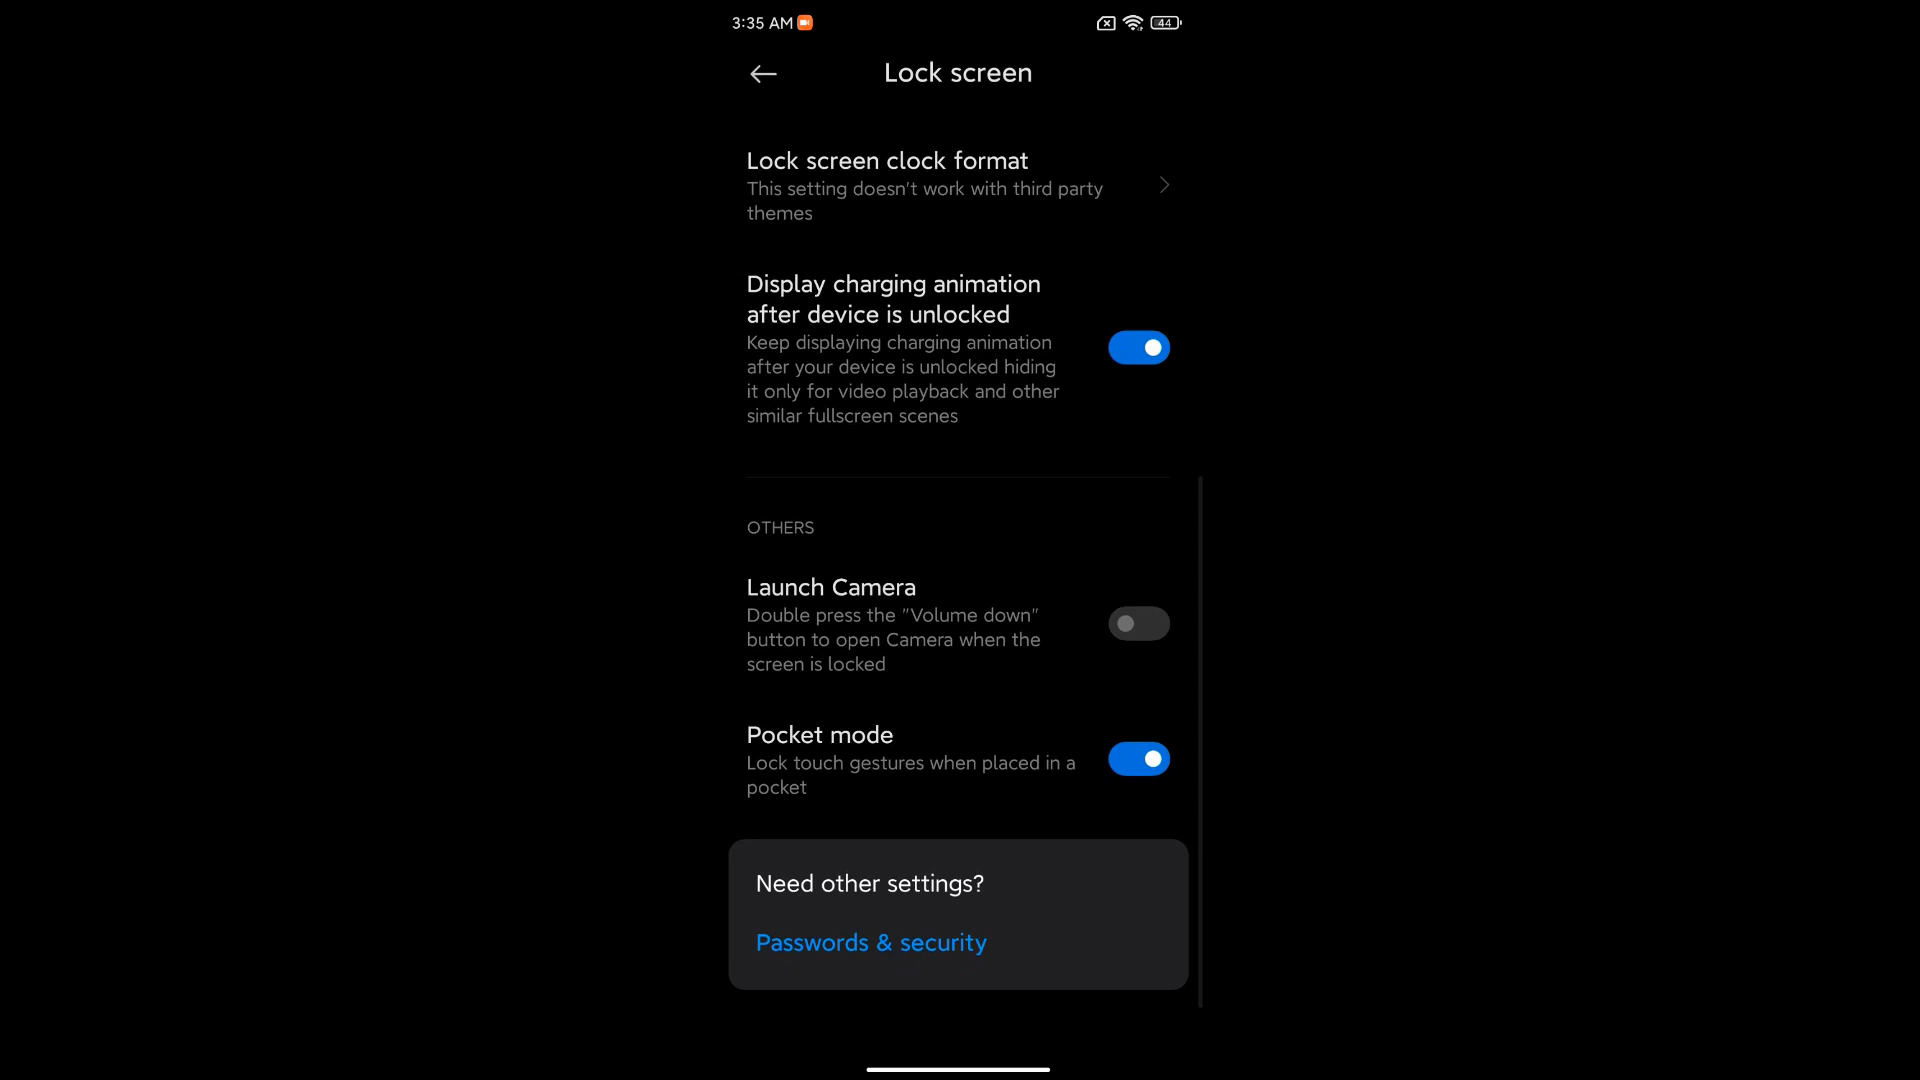 3:35 AM
44
Lock screen
Lock screen clock format
This setting doesn't work with third party
themes
Display charging animation
after device is unlocked
Keep displaying charging animation
after your device is unlocked hiding
it only for video playback and other
similar fullscreen scenes
OTHERS
Launch Camera
Double press the "Volume down"
button to open Camera when the
screen is locked
Pocket mode
Lock touch gestures when placed in a
pocket
Need other settings?
Passwords & security